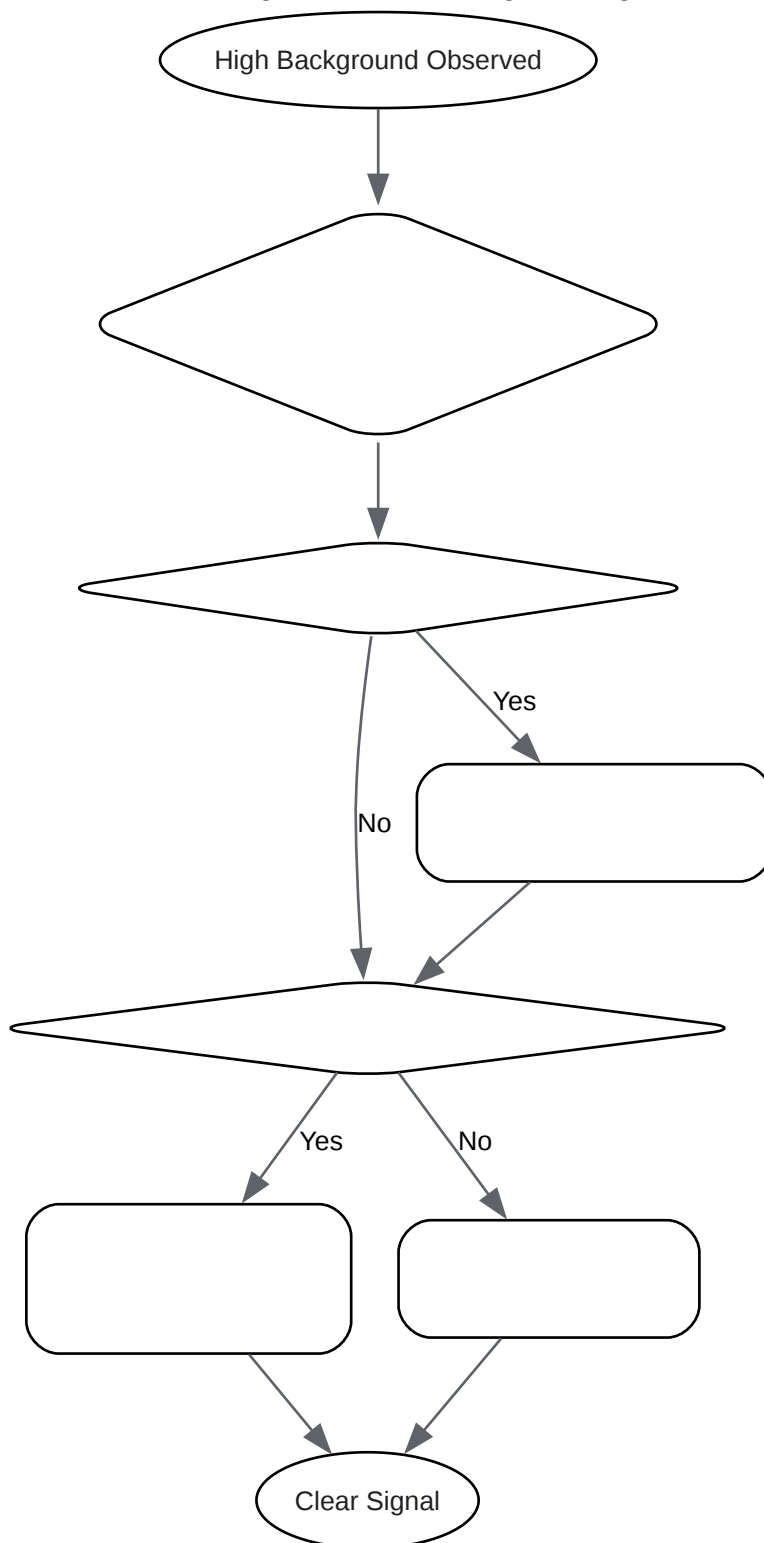 High Background Observed
Yes
No
Yes
No
Clear Signal